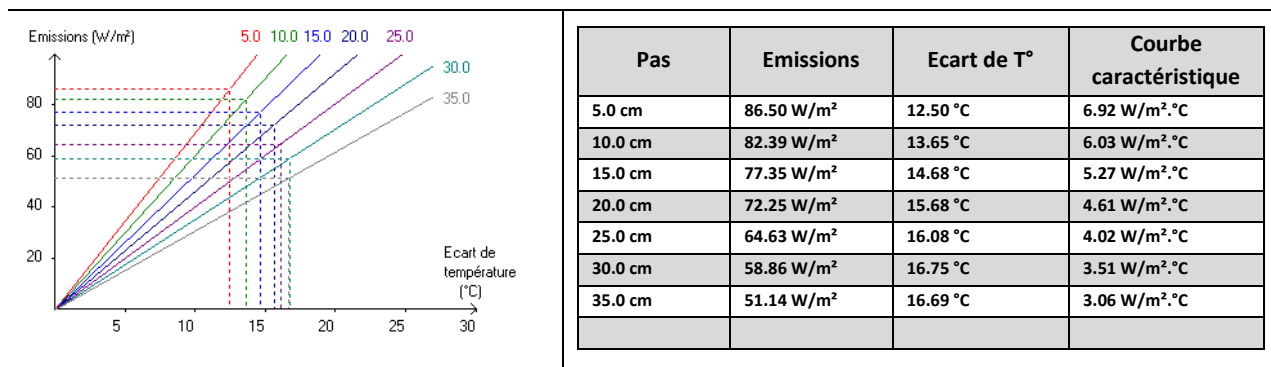 Emissions (W/m²)
5.0 10.0 15.0 20.0 25.0
30.0
35.0
80
60
40
20
Ecart de
température
(°C)
5 10 15 20 25 30
Pas Emissions Ecart de T° Courbe
caractéristique
5.0 cm 86.50 W/m² 12.50 °C 6.92 W/m².°C
10.0 cm 82.39 W/m² 13.65 °C 6.03 W/m².°C
15.0 cm 77.35 W/m² 14.68 °C 5.27 W/m².°C
20.0 cm 72.25 W/m² 15.68 °C 4.61 W/m².°C
25.0 cm 64.63 W/m² 16.08 °C 4.02 W/m².°C
30.0 cm 58.86 W/m² 16.75 °C 3.51 W/m².°C
35.0 cm 51.14 W/m² 16.69 °C 3.06 W/m².°C